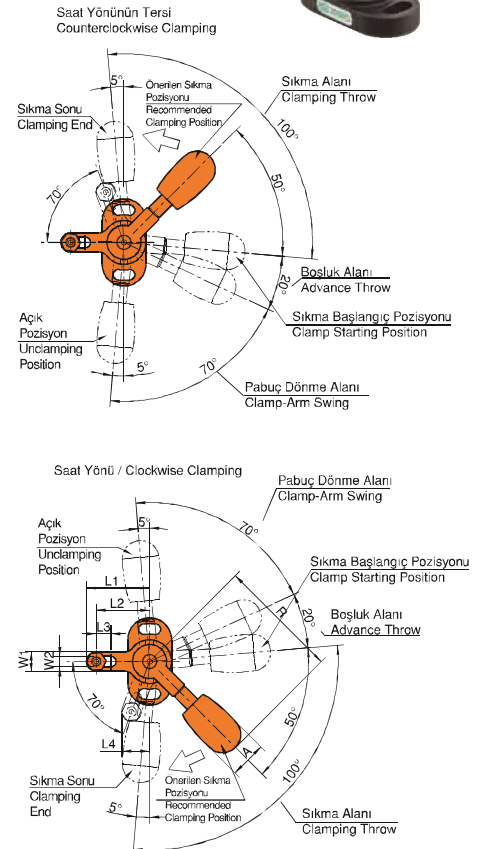 Saat Yönünün Tersi
Counterclockwise Clamping
5°
Önerilen Sıkma
Pozisyonu
Recommended
Clamping Position
Sıkma Alanı
Clamping Throw
Sıkma Sonu
Clamping End
100°
50°
70°
Boşluk Alanı
Advance Throw
20°
Sıkma Başlangıç Pozisyonu
Clamp Starting Position
Açık
Pozisyon
Unclamping
Position
5°
70°
Pabuç Dönme Alanı
Clamp-Arm Swing
Saat Yönü / Clockwise Clamping
Pabuç Dönme Alanı
Clamp-Arm Swing
Açık
Pozisyon
Unclamping
Position
5°
70°
Sıkma Başlangıç Pozisyonu
Clamp Starting Position
L1
L2
R
20°
Boşluk Alanı
Advance Throw
L3
W1
W2
70°
50°
L4
A
100°
Sıkma Sonu
Clamping
End
Onerilen Sıkma
Pozisyonu
Recommended
Clamping Position
5°
Sıkma Alanı
Clamping Throw